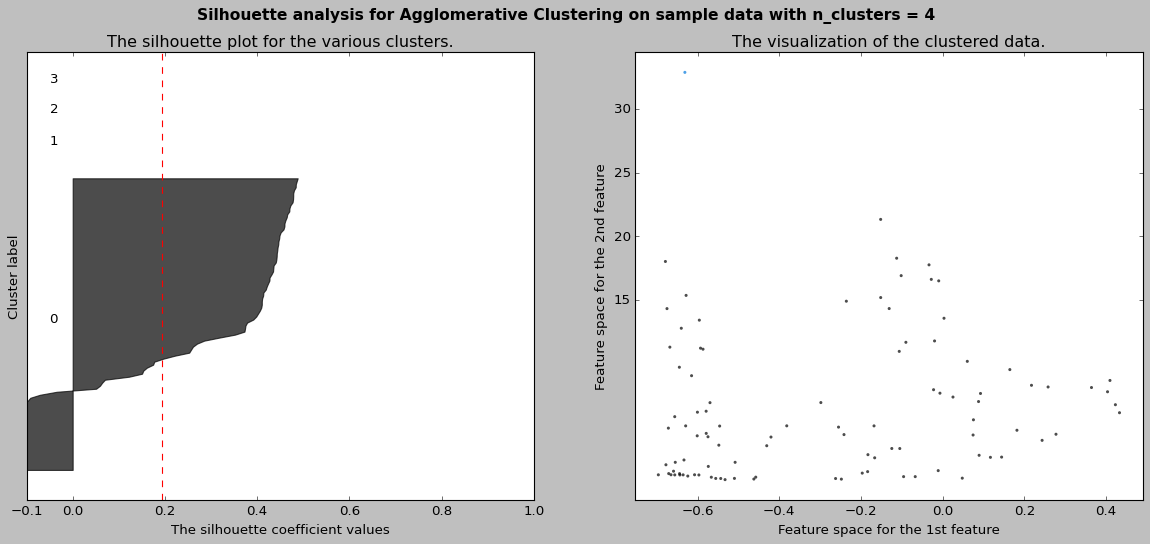 Silhouette analysis for Agglomerative Clustering on sample data with n_clusters = 4
The silhouette plot for the various clusters.
3
2
1
0
Cluster label
−0.1 0.0 0.2 0.4 0.6 0.8 1.0
The silhouette coefficient values
The visualization of the clustered data.
30
25
20
15
Feature space for the 2nd feature
−0.6 −0.4 −0.2 0.0 0.2 0.4
Feature space for the 1st feature